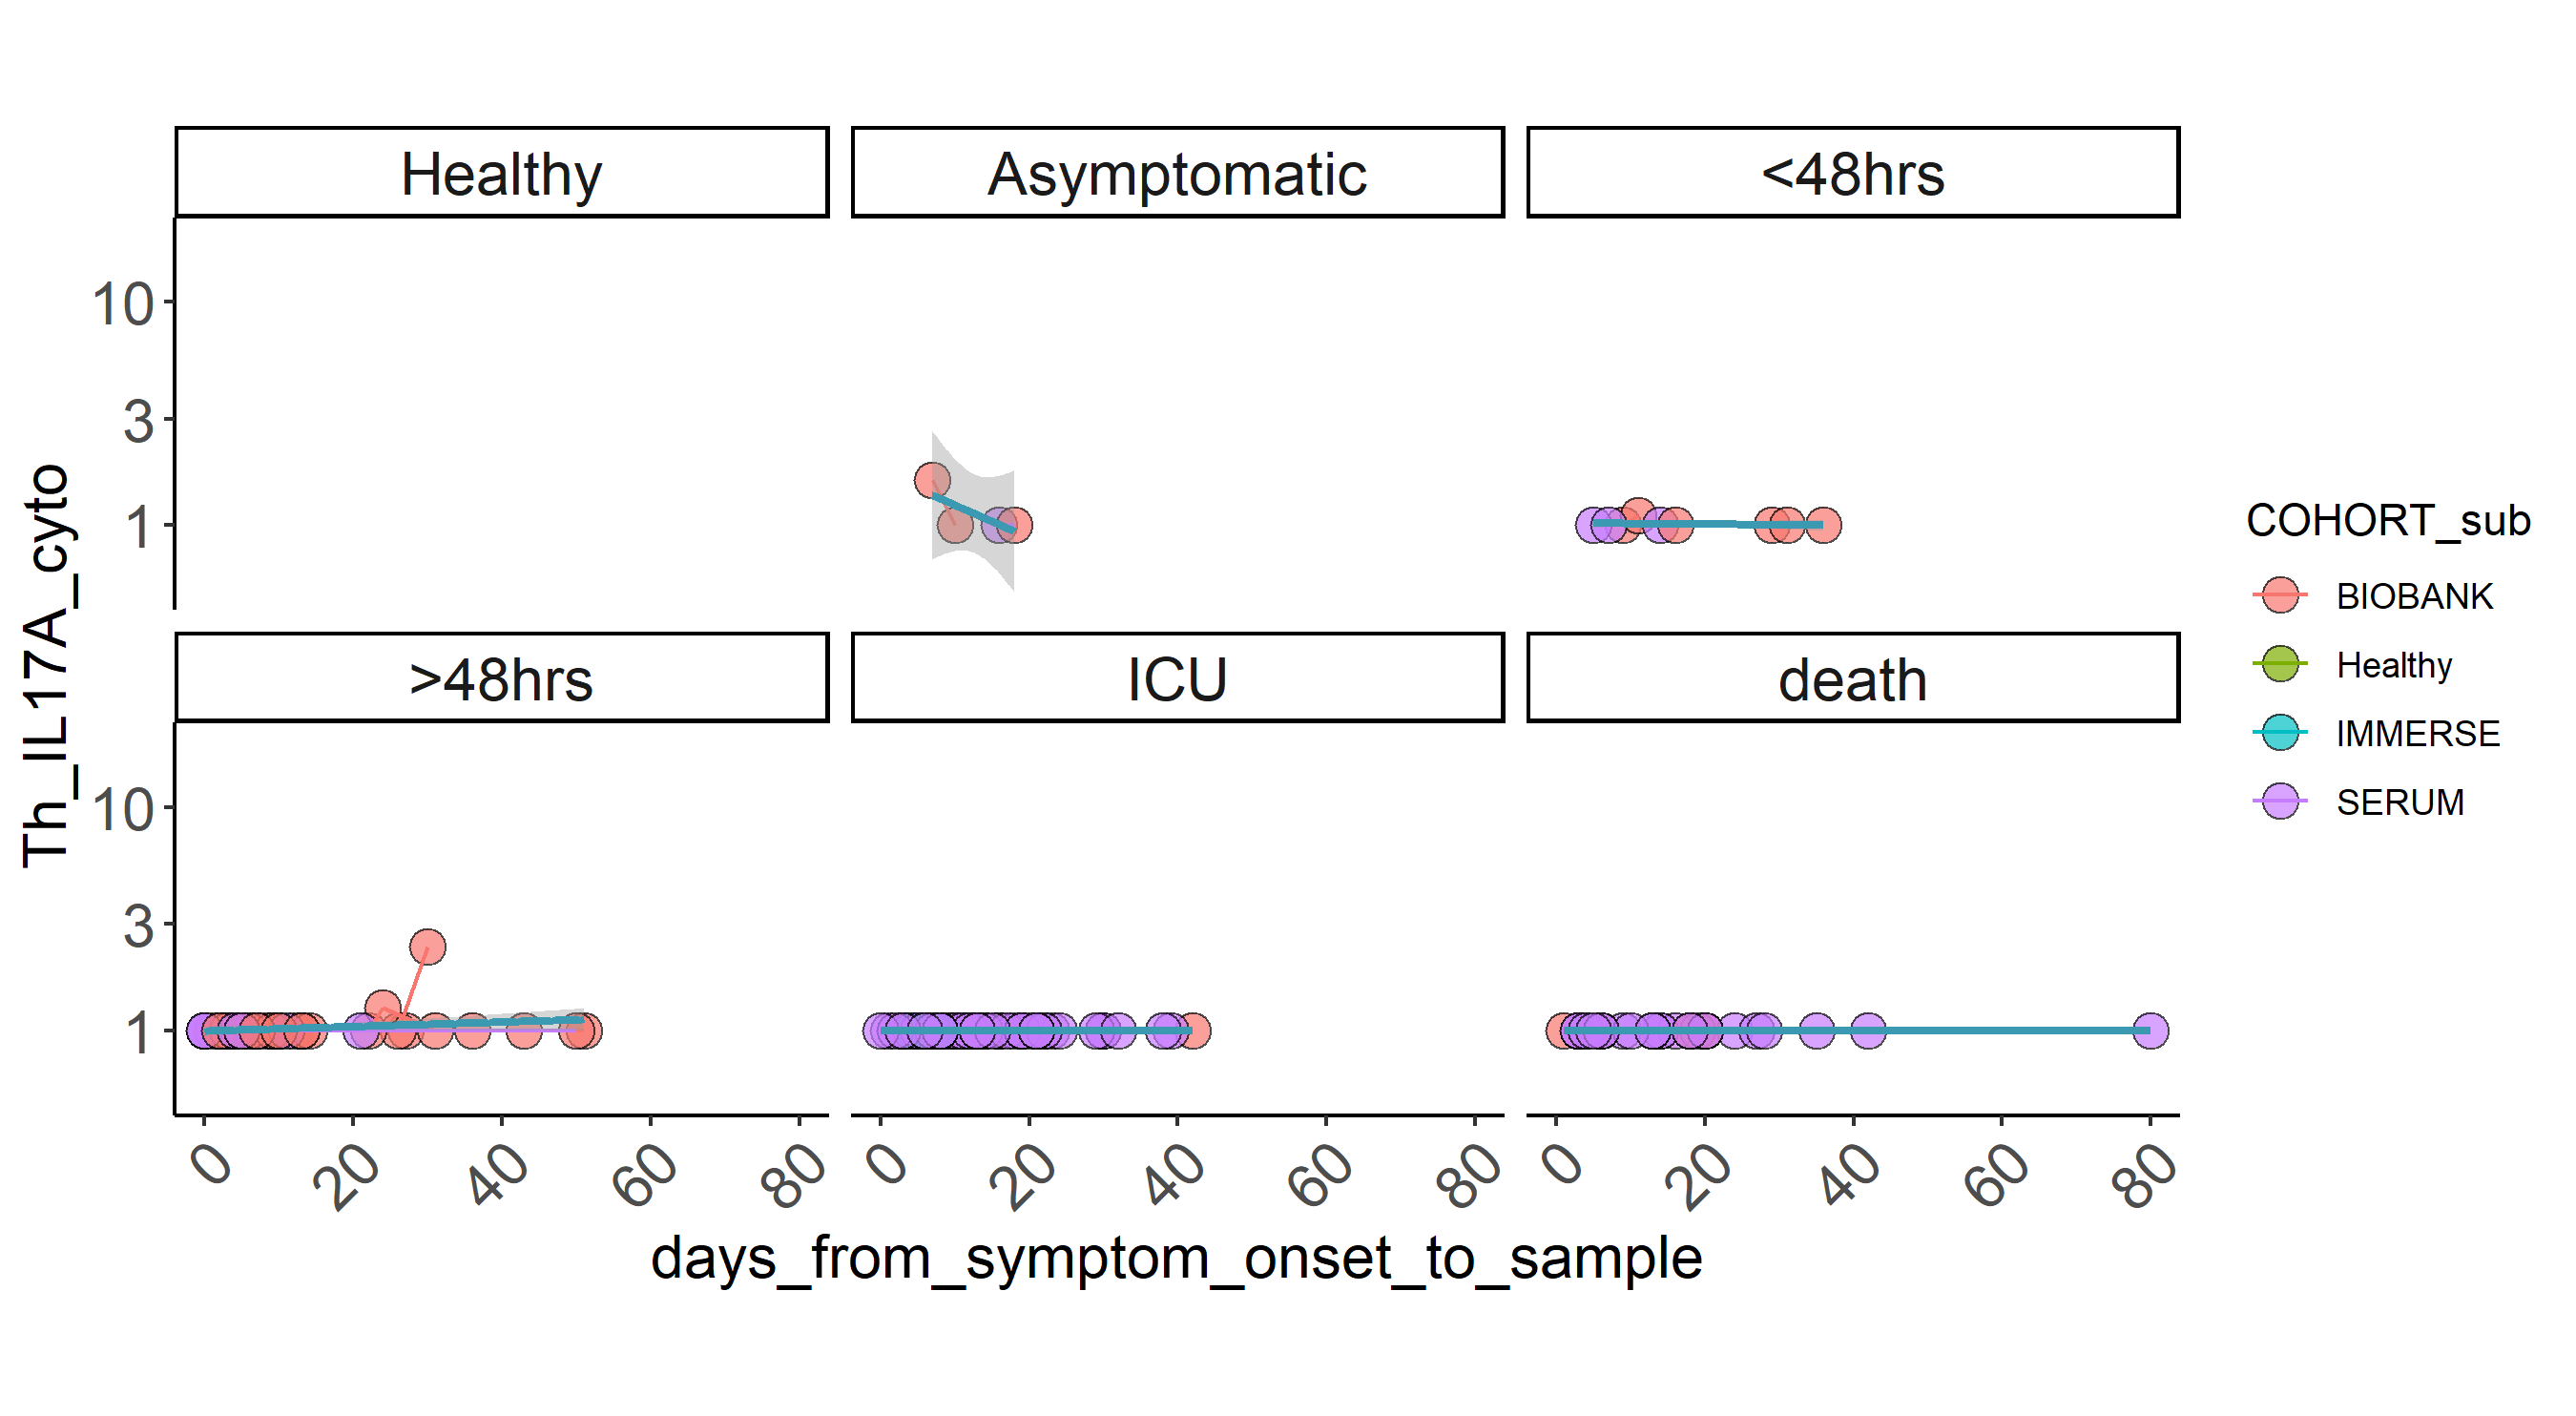 Healthy
Asymptomatic
<48hrs
10
3
1
>48hrs
ICU
death
10
3
1
0 20 40 60 80
0 20 40 60 80
0 20 40 60 80
days_from_symptom_onset_to_sample
Th_IL17A_cyto
COHORT_sub
BIOBANK
Healthy
IMMERSE
SERUM